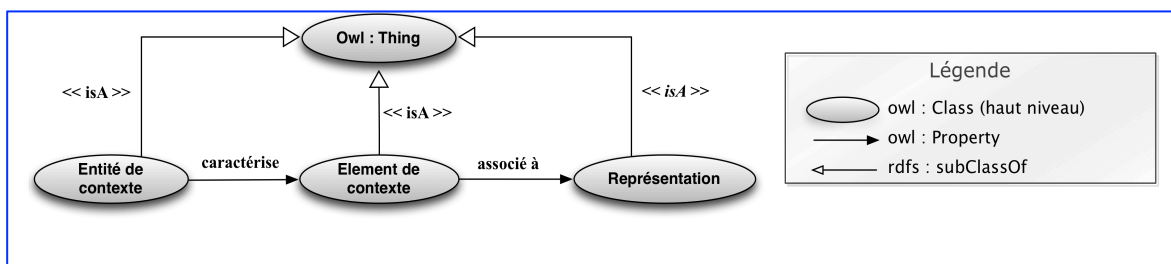 Owl : Thing
<< isA >>
<< isA >>
<< isA >>
Entité de
contexte
caractérise
Element de
contexte
associé à
Représentation
Légende
owl : Class (haut niveau)
owl : Property
rdfs : subClassOf